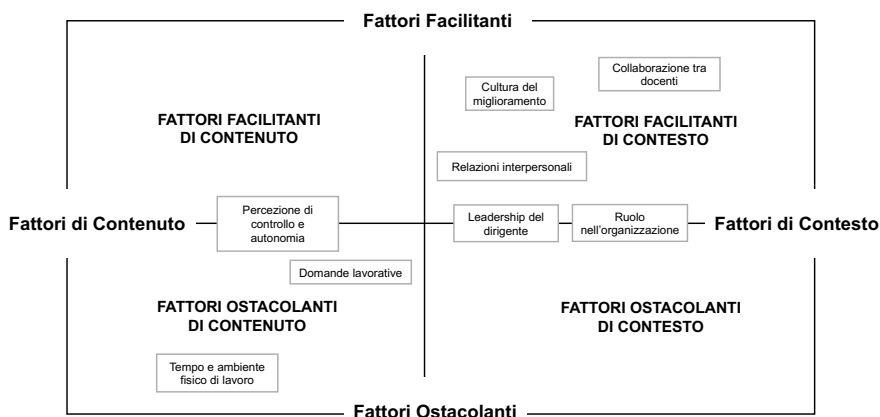 Fattori Facilitanti
Collaborazione tra
docenti
Cultura del
miglioramento
FATTORI FACILITANTI
DI CONTENUTO
FATTORI FACILITANTI
DI CONTESTO
Relazioni interpersonali
Fattori di Contenuto
Percezione di
controllo e
autonomia
Leadership del
dirigente
Ruolo
nell'organizzazione
Fattori di Contesto
Domande lavorative
FATTORI OSTACOLANTI
DI CONTENUTO
FATTORI OSTACOLANTI
DI CONTESTO
Tempo e ambiente
fisico di lavoro
Fattori Ostacolanti